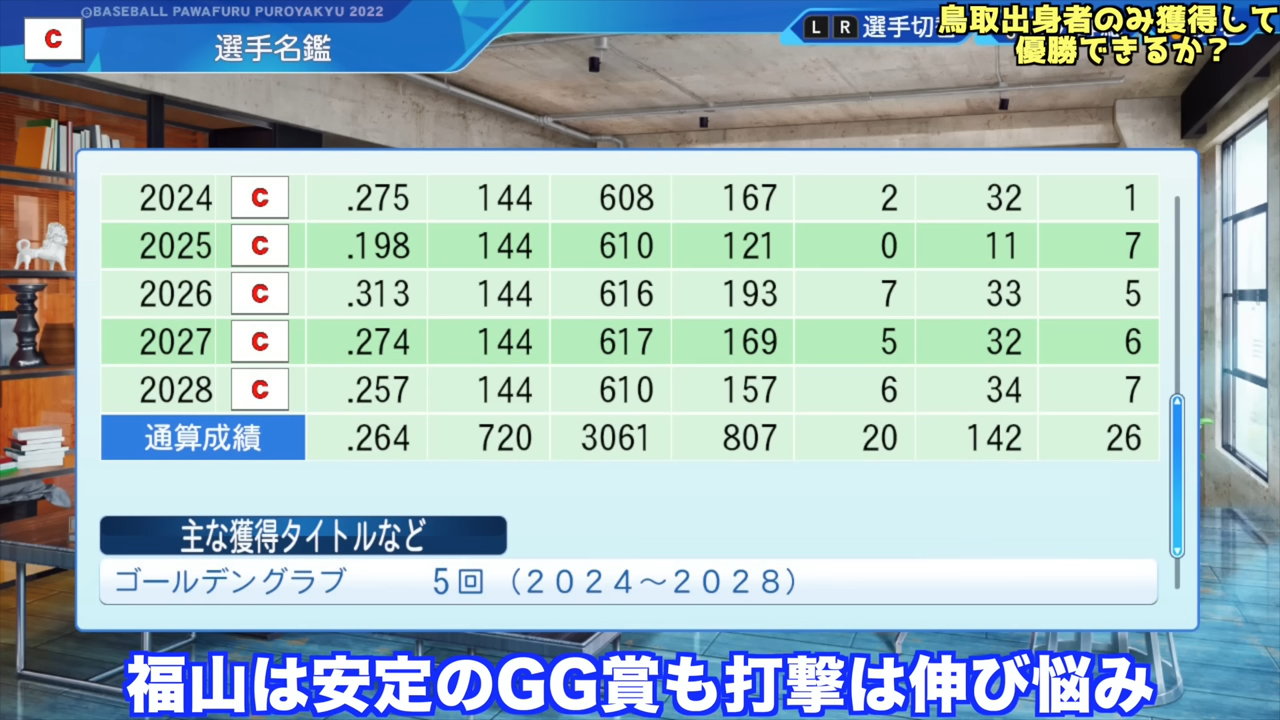 ©BASEBALL PAWAFURU PUROYAKYU 2022
C 選手名鑑
L R 選手切
鳥取出身者のみ獲得して
優勝できるか?
2024 C .275 144 608 167 2 32 1
2025 C .198 144 610 121 0 11 7
2026 C .313 144 616 193 7 33 5
2027 C .274 144 617 169 5 32 6
2028 C .257 144 610 157 6 34 7
通算成績 .264 720 3061 807 20 142 26
主な獲得タイトルなど
ゴールデングラブ 5回 (2024~2028)
福山は安定のGG賞も打撃は伸び悩み